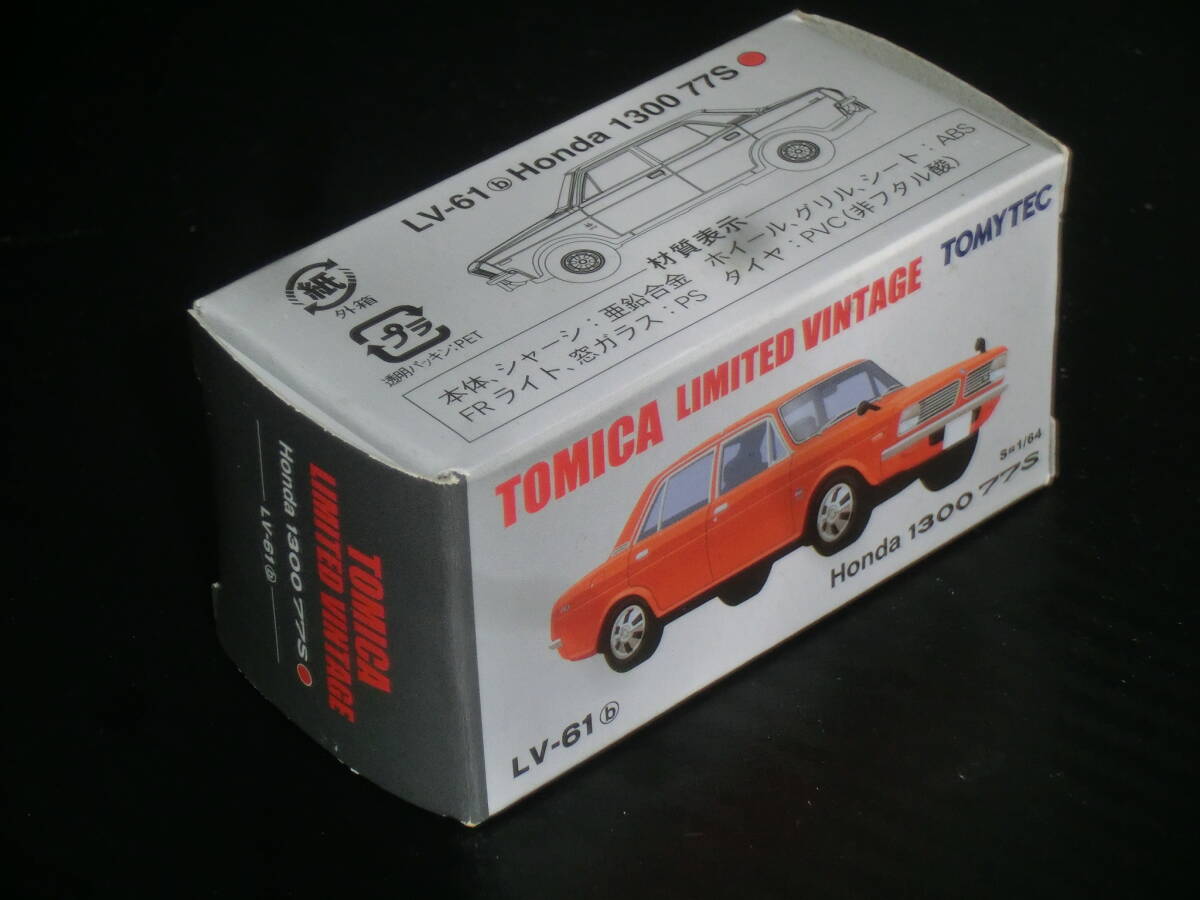 LV-61ⓑ Honda 1300 77S
紙
外箱
プラ
透明パッキン:PET
材質表示
本体、シャーシ:亜鉛合金 ホイール、グリル、シート:ABS
FRライト、窓ガラス:PS タイヤ:PVC(非フタル酸)
TOMICA LIMITED VINTAGE TOMYTEC
S=1/64
Honda 1300 77S
LV-61ⓑ
TOMICA
LIMITED VINTAGE
Honda 1300 77S
LV-61ⓑ